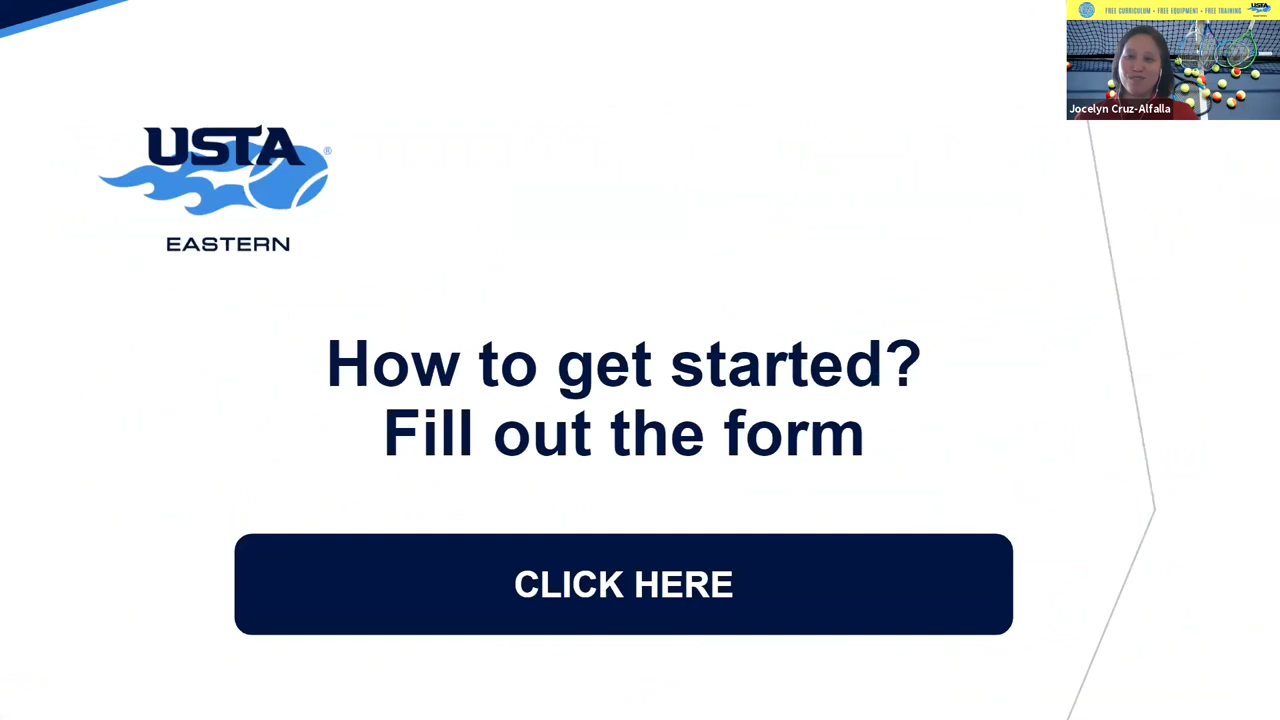 FREE CURRICULUM • FREE EQUIPMENT • FREE TRAINING
USTA
Jocelyn Cruz-Alfalla
USTA®
EASTERN
How to get started?
Fill out the form
CLICK HERE